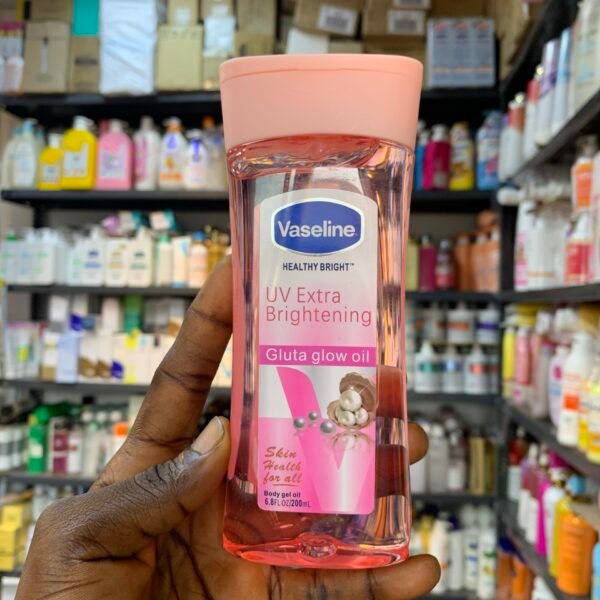 Vaseline
HEALTHY BRIGHT™
UV Extra
Brightening
Gluta glow oil
Skin
Health
for all
Body gel oil
6.8FL OZ/200mL